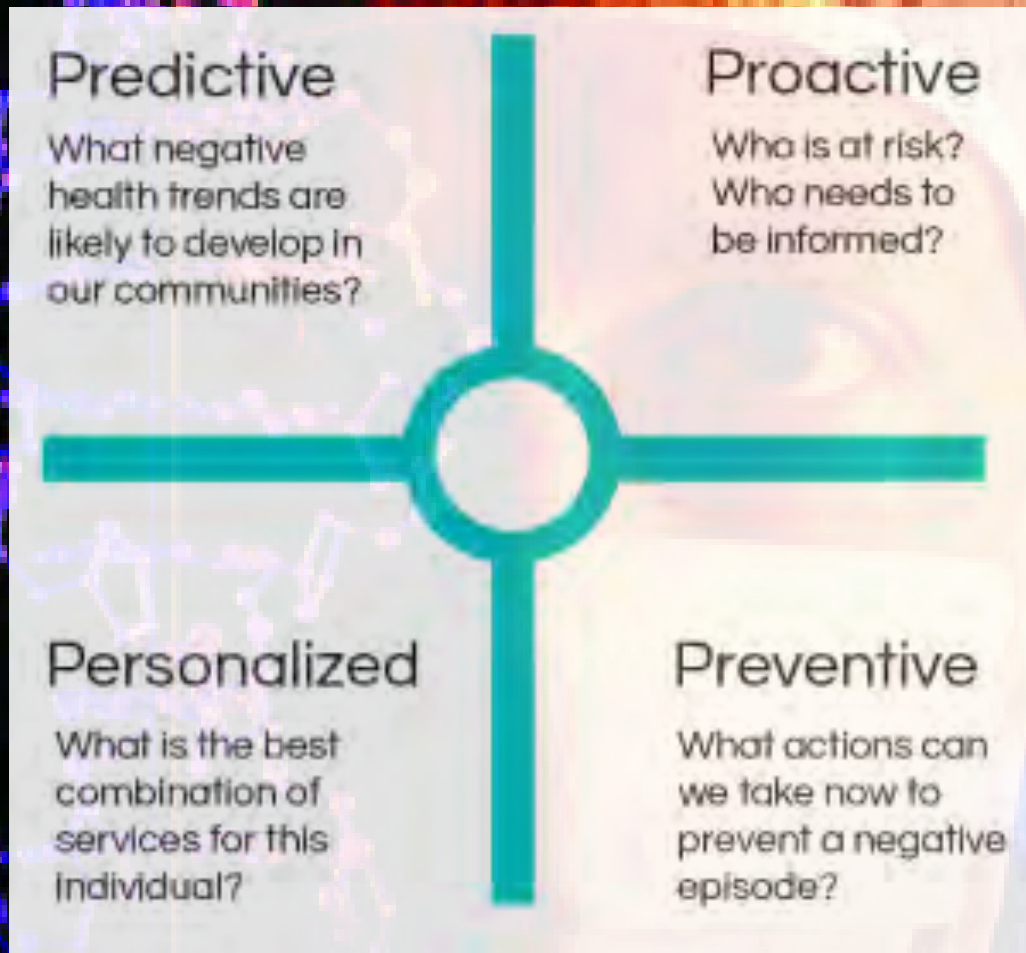 Predictive
What negative
health trends are
likely to develop in
our communities?
Proactive
Who is at risk?
Who needs to
be informed?
Personalized
What is the best
combination of
services for this
individual?
Preventive
What actions can
we take now to
prevent a negative
episode?